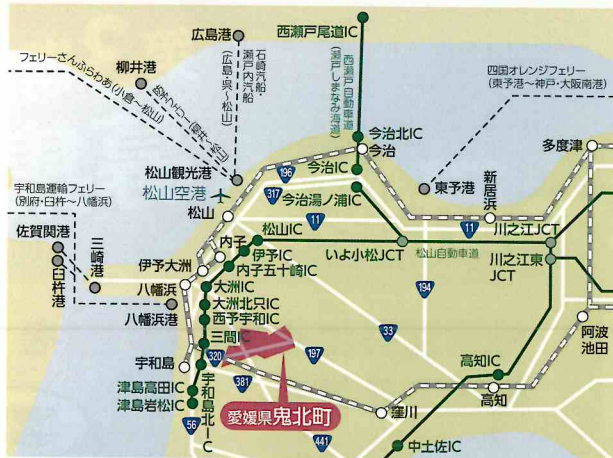 広島港
西瀬戸尾道IC
フェリーさんふらわあ(小倉〜松山)
柳井港
防予フェリー(柳井〜松山)
石崎汽船・
瀬戸内汽船
(広島・呉〜松山)
西瀬戸自動車道
(瀬戸しまなみ海道)
四国オレンジフェリー
(東予港〜神戸・大阪南港)
今治北IC
今治
多度津
松山観光港
松山空港
196
今治IC
317
今治湯ノ浦IC
東予港
新居浜
宇和島運輸フェリー
(別府・臼杵〜八幡浜)
松山
11
11
川之江JCT
佐賀関港
臼杵港
三崎港
内子
松山IC
いよ小松JCT
松山自動車道
川之江東
JCT
伊予IC
伊予大洲
内子五十崎IC
八幡浜
大洲IC
194
八幡浜港
大洲北只IC
西予宇和IC
三間IC
33
阿波
池田
宇和島
320
197
高知IC
381
高知
津島高田IC
津島岩松IC
宇和島北IC
愛媛県鬼北町
窪川
56
441
中土佐IC